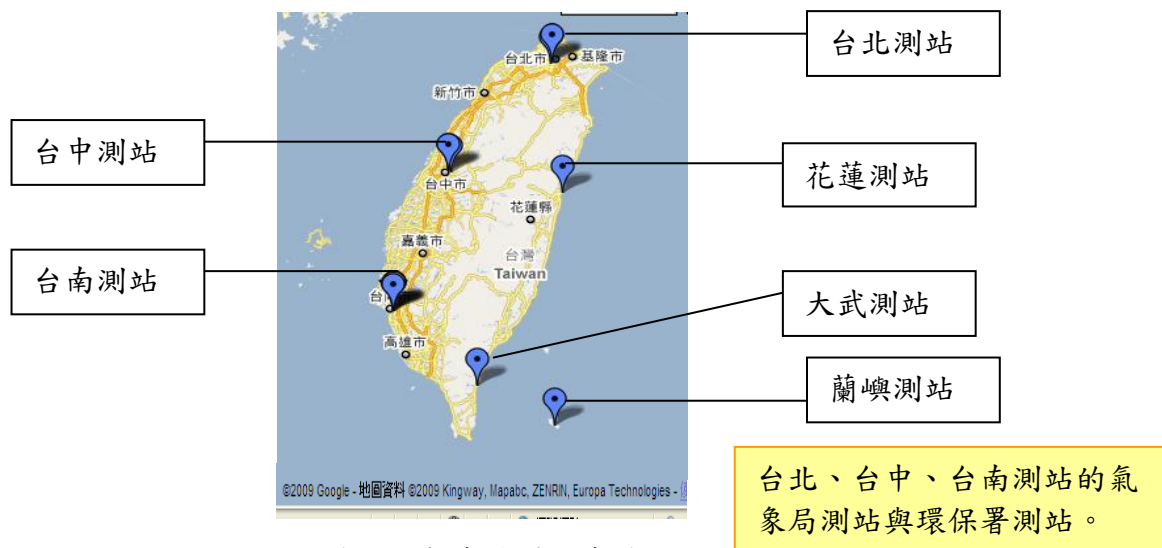 台北測站
台北市
基隆市
新竹市
台中測站
台中市
花蓮測站
花蓮縣
嘉義市
台灣
Taiwan
台南測站
高雄市
大武測站
蘭嶼測站
©2009 Google - 地圖資料 ©2009 Kingway, Mapabc, ZENRIN, Europa Technologies -
台北、台中、台南測站的氣
象局測站與環保署測站。